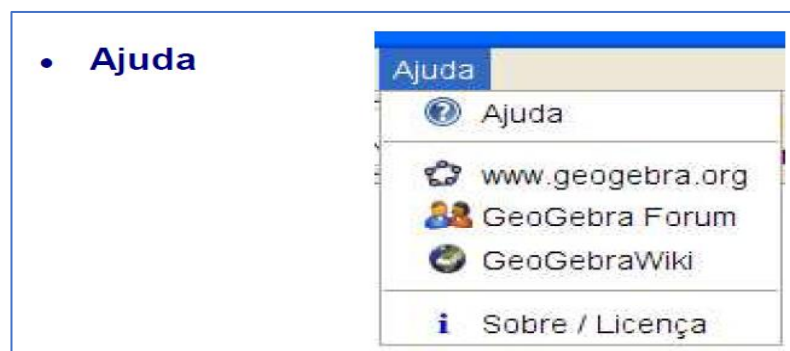 • Ajuda
Ajuda
Ajuda
www.geogebra.org
GeoGebra Forum
GeoGebraWiki
Sobre / Licença